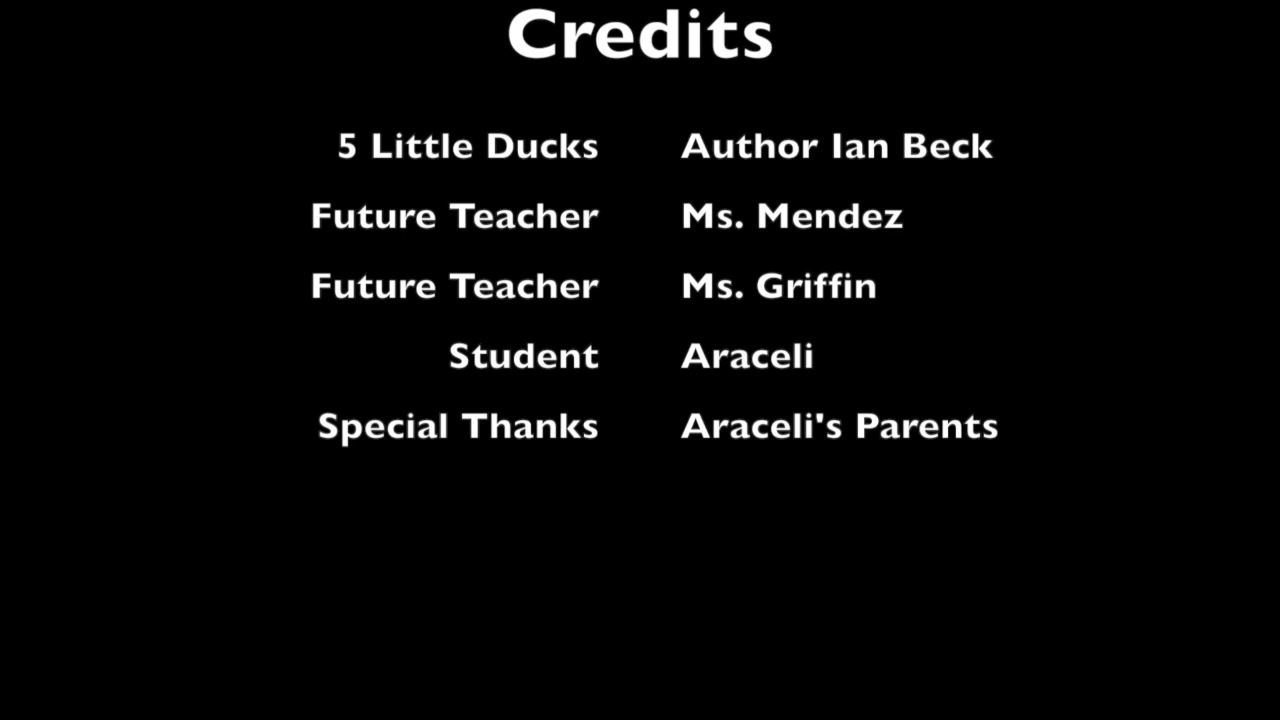 Credits
5 Little Ducks Author Ian Beck
Future Teacher Ms. Mendez
Future Teacher Ms. Griffin
Student Araceli
Special Thanks Araceli's Parents